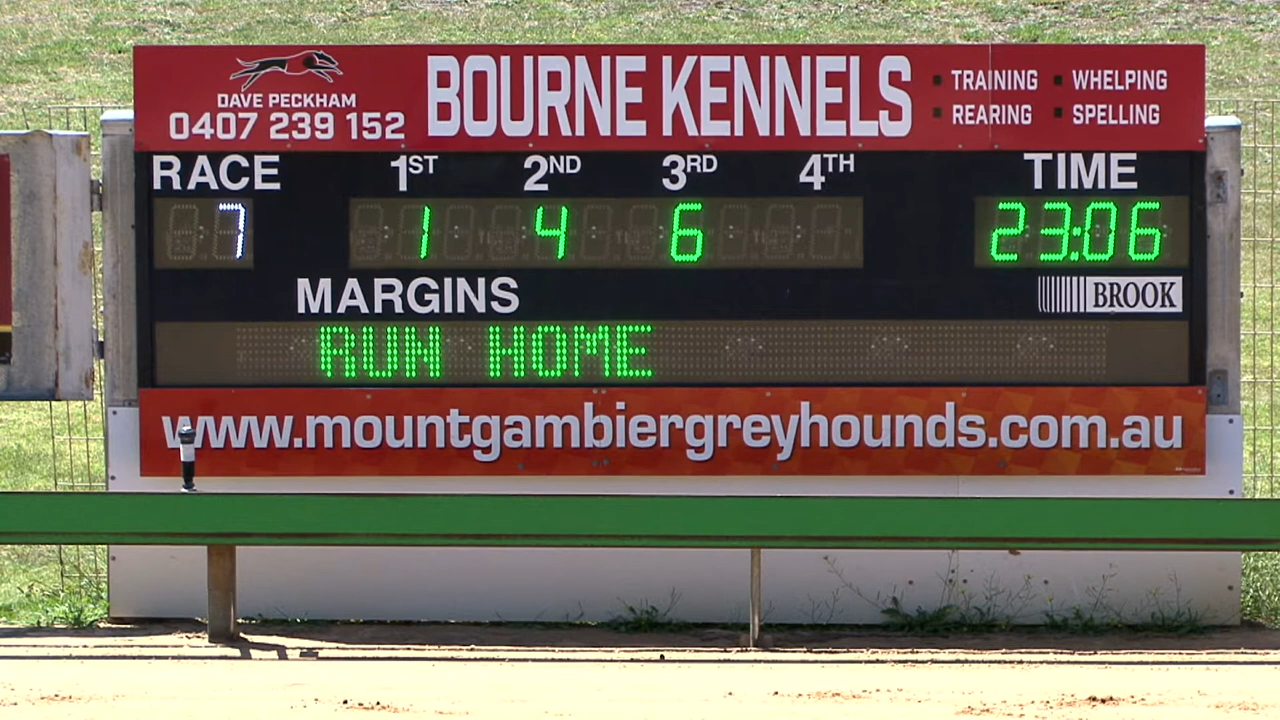 DAVE PECKHAM
0407 239 152
BOURNE KENNELS
TRAINING
WHELPING
REARING
SPELLING
RACE 1ST 2ND 3RD 4TH TIME
7 1 4 6 23:06
MARGINS
BROOK
RUN HOME
www.mountgambiergreyhounds.com.au